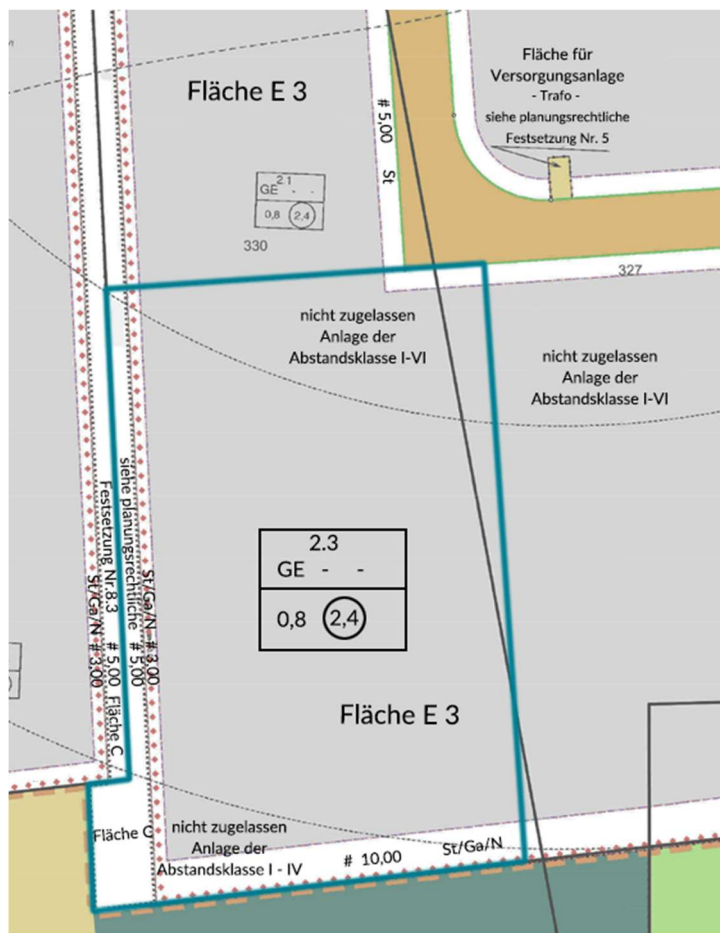 Fläche E 3
# 5,00
St
Fläche für
Versorgungsanlage
- Trafo -
siehe planungsrechtliche
Festsetzung Nr. 5
2.1
GE - -
0,8 2,4
330
327
nicht zugelassen
Anlage der
Abstandsklasse I-VI
nicht zugelassen
Anlage der
Abstandsklasse I-VI
siehe planungsrechtliche # 5,00
Festsetzung Nr.8.3 # 5,00 Fläche C
St/Ga/N # 3,00
St/Ga/N # 3,00
2.3
GE - -
0,8 2,4
Fläche E 3
Fläche C
nicht zugelassen
Anlage der
Abstandsklasse I - IV
# 10,00
St/Ga/N